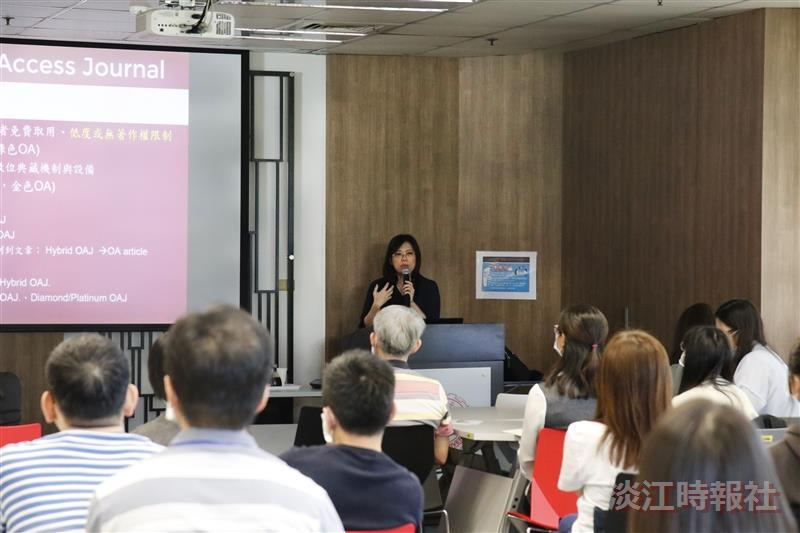 Access Journal
者免費取用、低度或無著作權限制
綠色OA)
數位典藏機制與設備
，金色OA)
OAJ
到文章； Hybrid OAJ →OA article
Hybrid OAJ.
OAJ.、Diamond/Platinum OAJ
淡江時報社